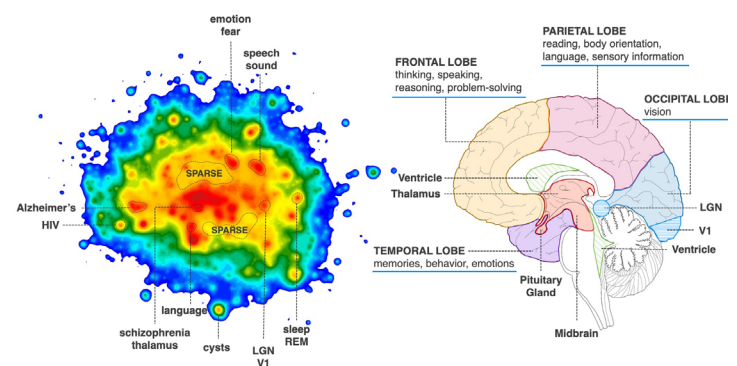 emotion
fear
speech
sound
SPARSE
Alzheimer's
HIV
SPARSE
language
schizophrenia
thalamus
cysts
LGN
V1
sleep
REM
PARIETAL LOBE
reading, body orientation,
language, sensory information
FRONTAL LOBE
thinking, speaking,
reasoning, problem-solving
OCCIPITAL LOBE
vision
Ventricle
Thalamus
LGN
V1
Ventricle
TEMPORAL LOBE
memories, behavior, emotions
Pituitary
Gland
Midbrain